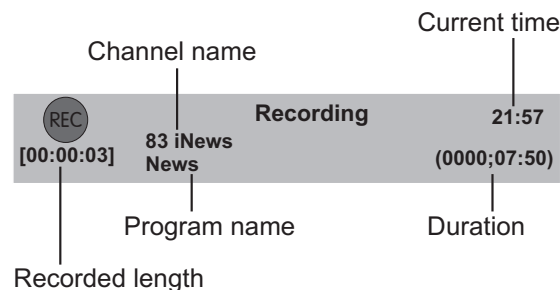 Current time
Channel name
REC
Recording
21:57
83 iNews
[00:00:03]
News
(0000;07:50)
Program name
Duration
Recorded length